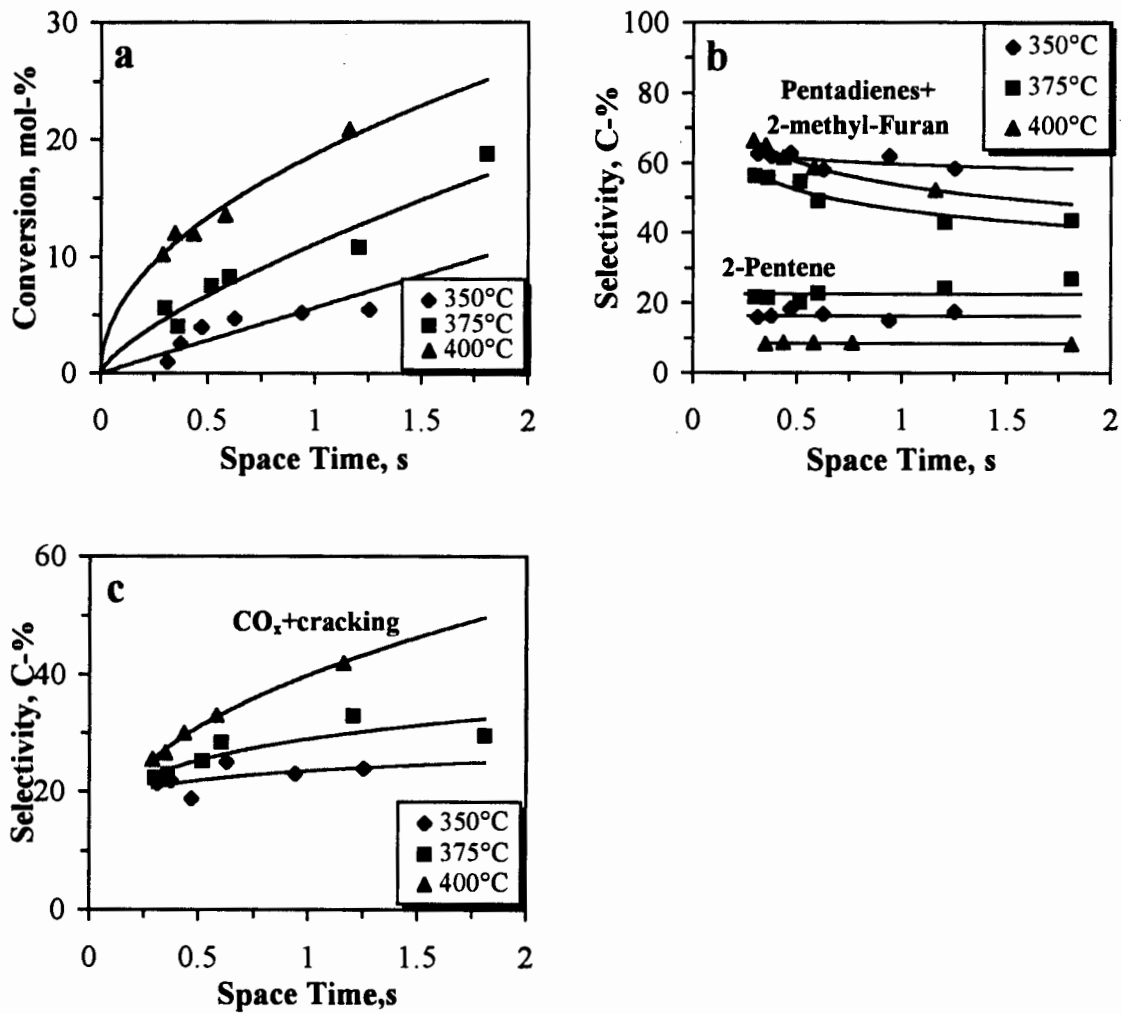 a
Conversion, mol-%
30
20
10
0
350°C
375°C
400°C
0 0.5 1 1.5 2
Space Time, s
b
Selectivity, C-%
100
80
60
40
20
0
350°C
375°C
400°C
Pentadienes+
2-methyl-Furan
2-Pentene
0 0.5 1 1.5 2
Space Time, s
c
Selectivity, C-%
60
40
20
0
COₓ+cracking
350°C
375°C
400°C
0 0.5 1 1.5 2
Space Time,s